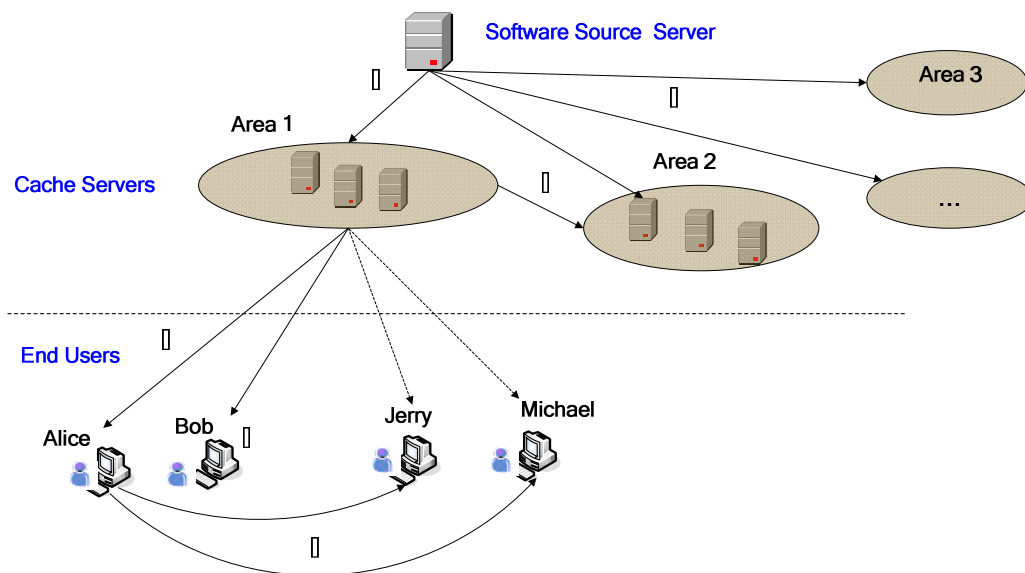 Software Source Server
Area 3
Area 1
Area 2
Cache Servers
...
End Users
Alice
Bob
Jerry
Michael